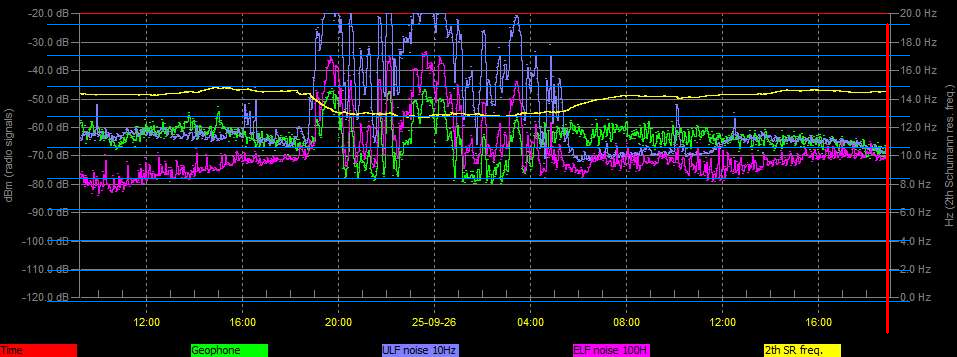 -20.0 dB 20.0 Hz
-30.0 dB 18.0 Hz
-40.0 dB 16.0 Hz
-50.0 dB 14.0 Hz
-60.0 dB 12.0 Hz
-70.0 dB 10.0 Hz
-80.0 dB 8.0 Hz
-90.0 dB 6.0 Hz
-100.0 dB 4.0 Hz
-110.0 dB 2.0 Hz
-120.0 dB 0.0 Hz
dBm (radio signals)
Hz (2th Schumann res. freq.)
12:00 16:00 20:00 25-09-26 04:00 08:00 12:00 16:00
Time Geophone ULF noise 10Hz ELF noise 100H 2th SR freq.